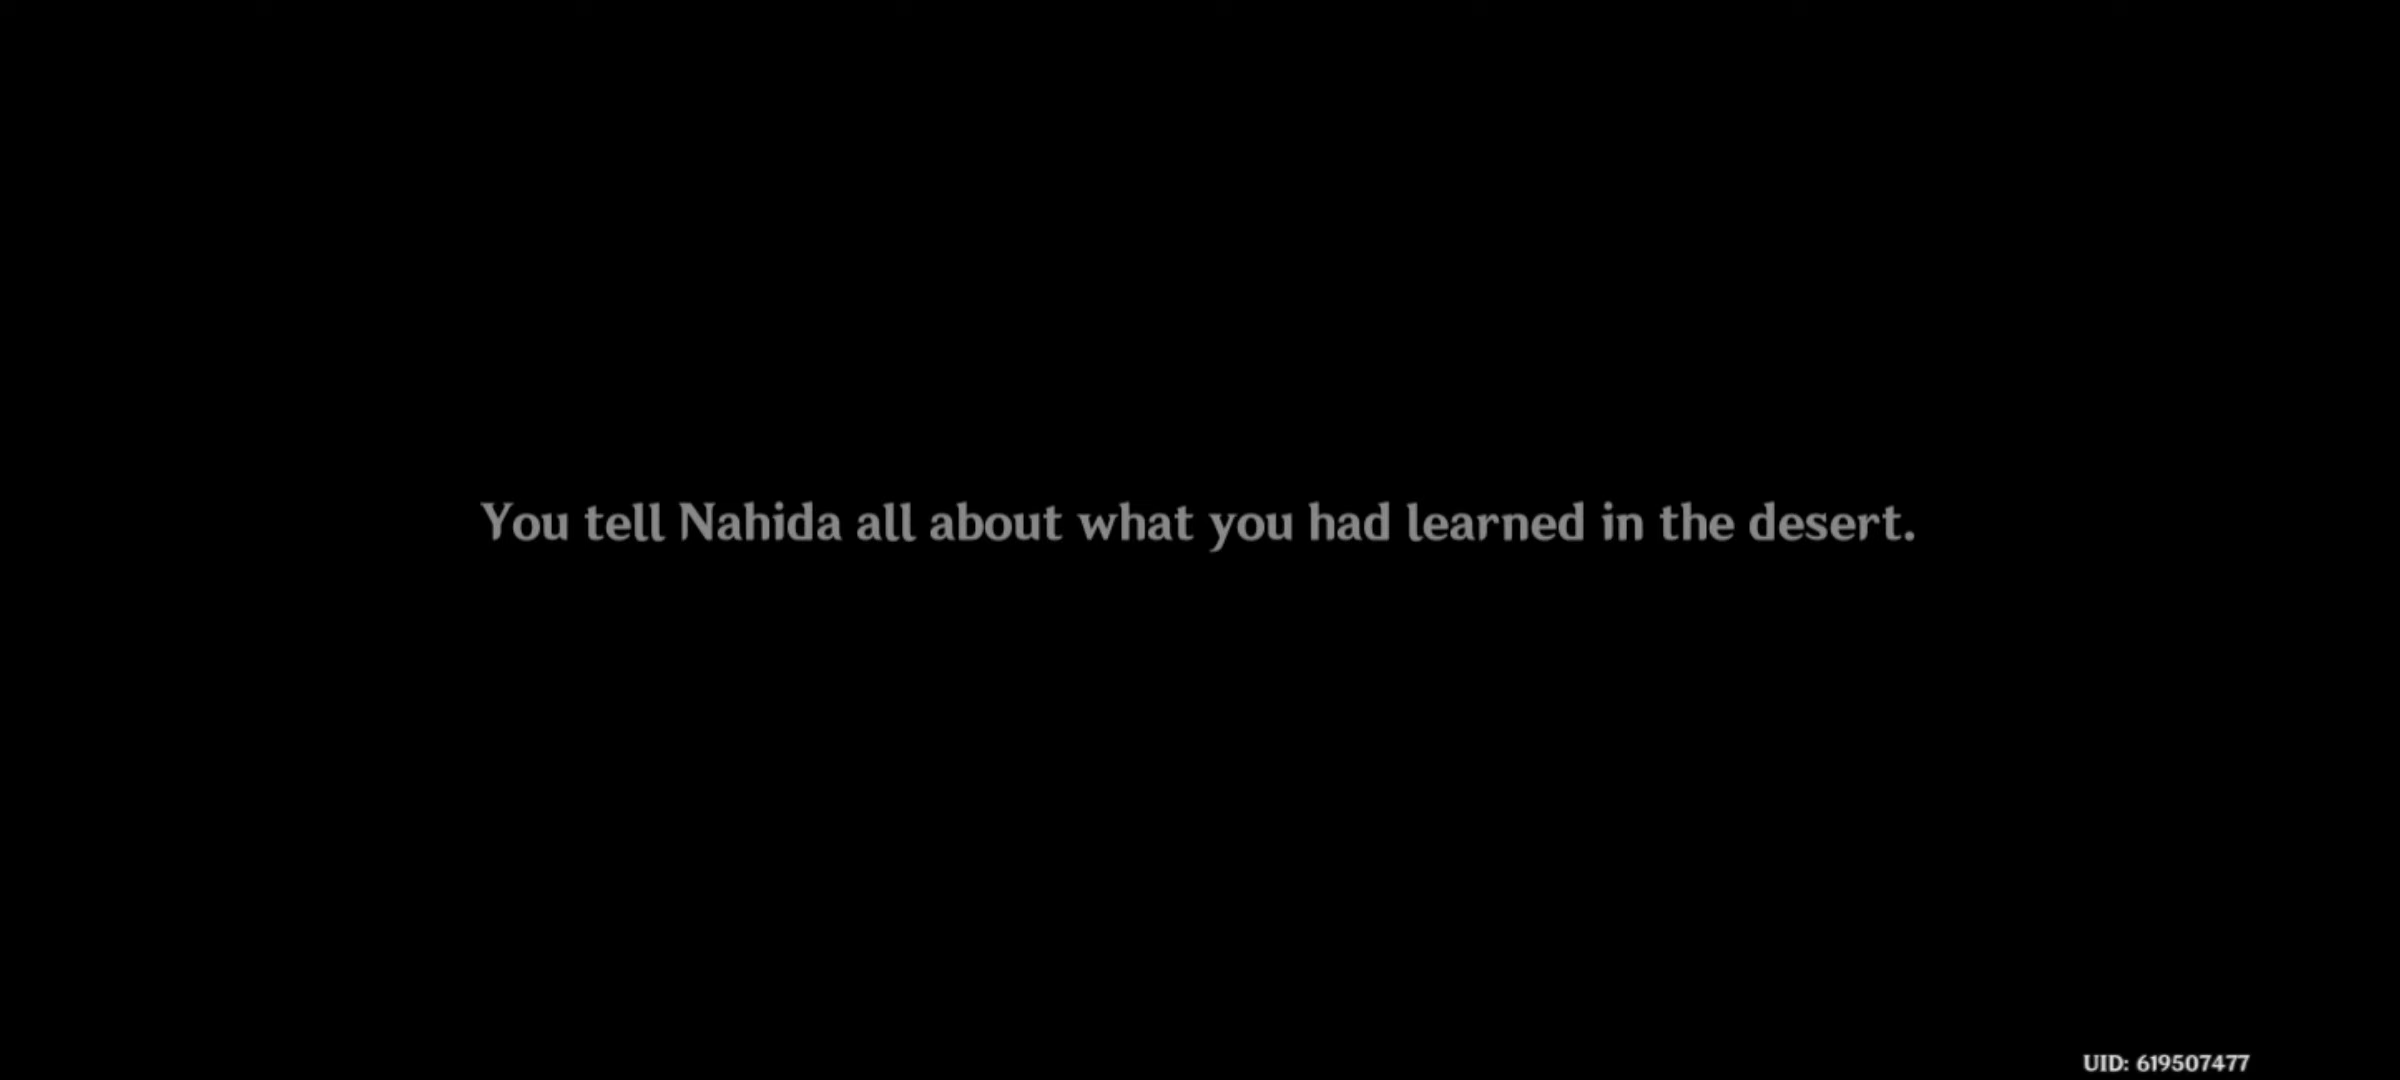 You tell Nahida all about what you had learned in the desert.
UID: 619507477